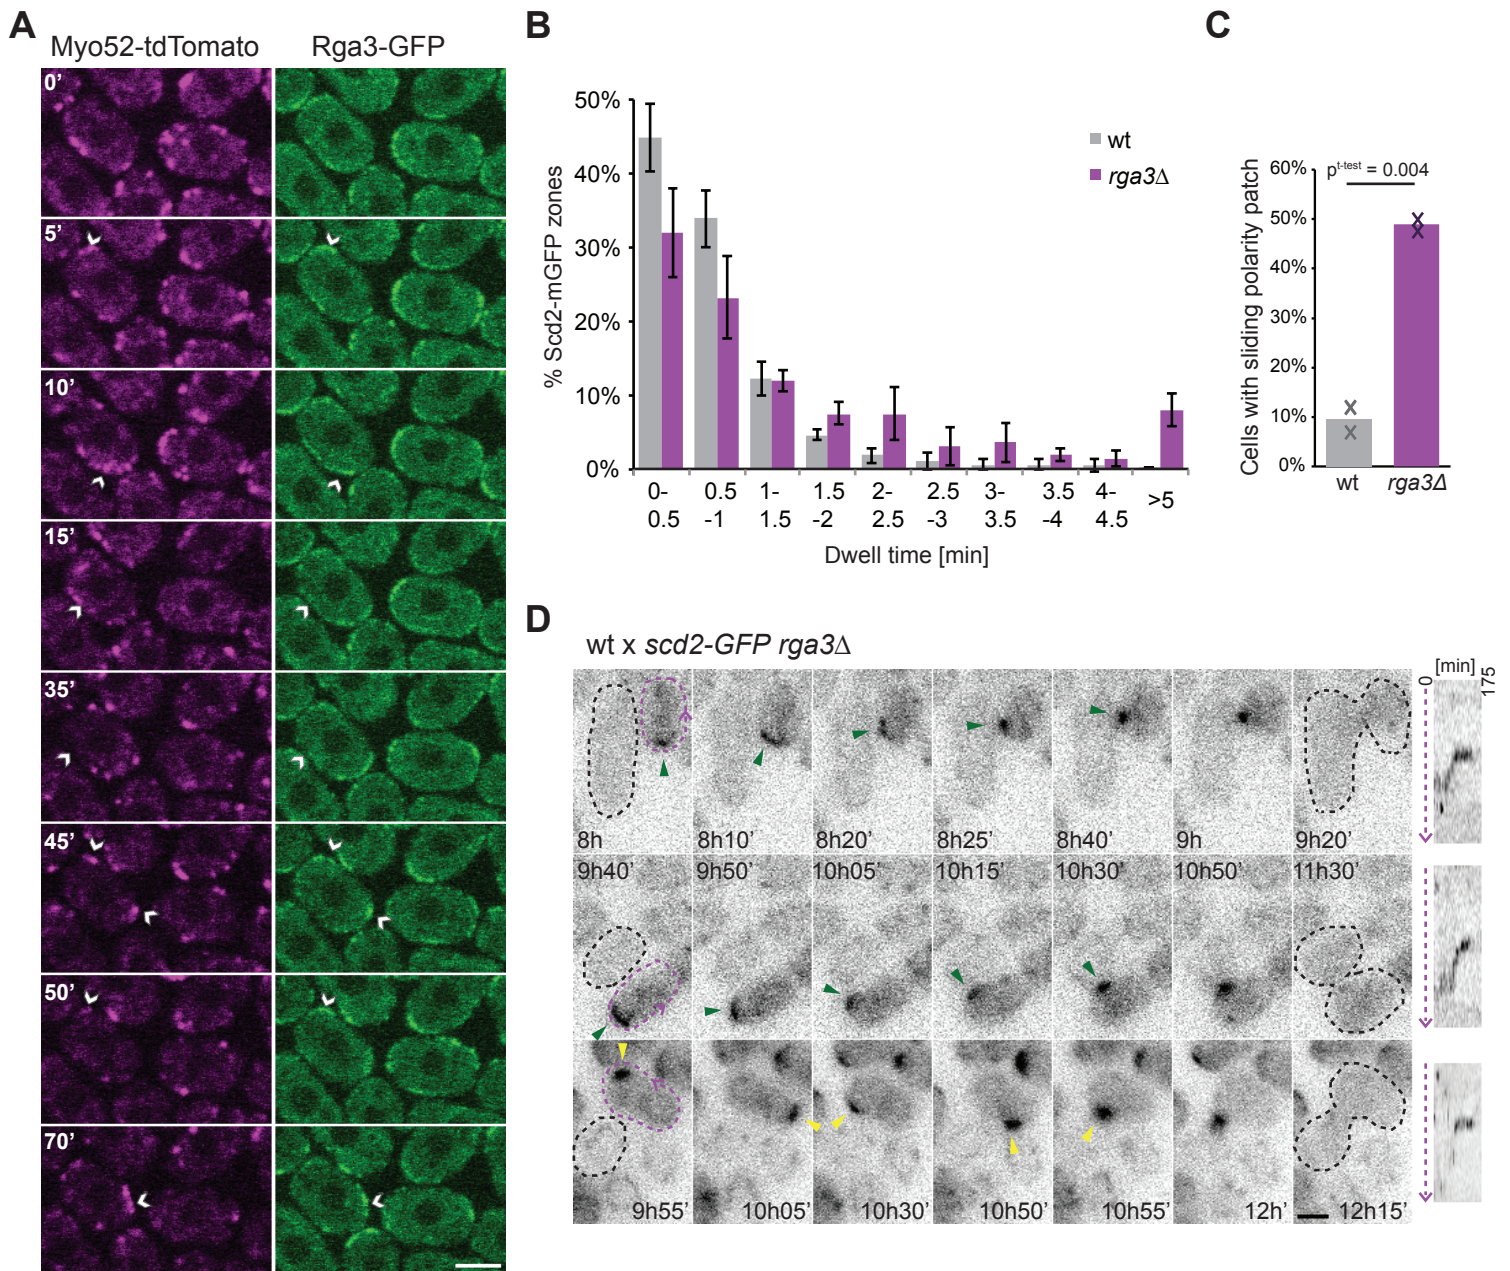 A
Myo52-tdTomato
Rga3-GFP
0'
5'
10'
15'
35'
45'
50'
70'
B
50%
40%
30%
20%
10%
0%
% Scd2-mGFP zones
wt
rga3Δ
0-
0.5
0.5
-1
1-
1.5
1.5
-2
2-
2.5
2.5
-3
3-
3.5
3.5
-4
4-
4.5
>5
Dwell time [min]
C
60%
50%
40%
30%
20%
10%
0%
Cells with sliding polarity patch
p^t-test = 0.004
wt
rga3Δ
D
wt x scd2-GFP rga3Δ
[min]
0
175
8h
8h10'
8h20'
8h25'
8h40'
9h
9h20'
9h40'
9h50'
10h05'
10h15'
10h30'
10h50'
11h30'
9h55'
10h05'
10h30'
10h50'
10h55'
12h'
12h15'